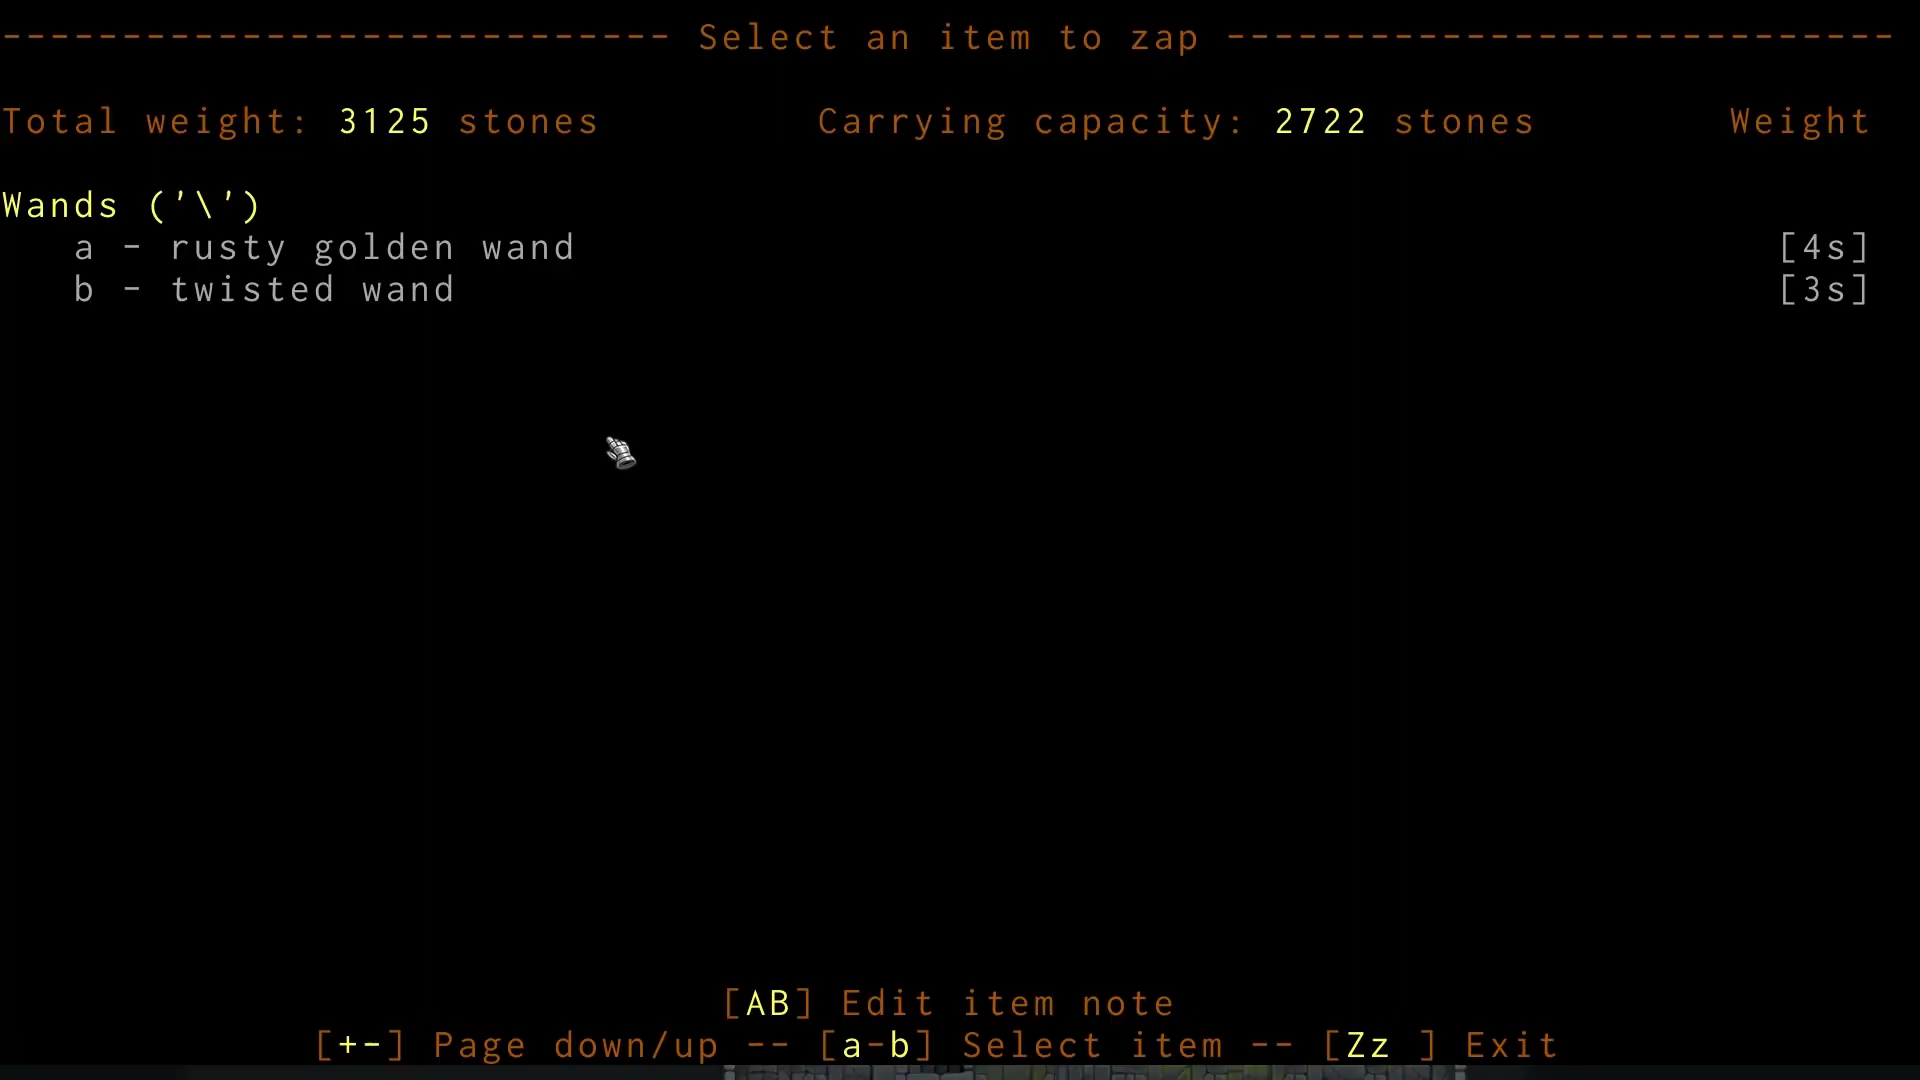 ---------------------------- Select an item to zap ----------------------------
Total weight: 3125 stones Carrying capacity: 2722 stones Weight
Wands ('\')
a - rusty golden wand [4s]
b - twisted wand [3s]
[AB] Edit item note
[+-] Page down/up -- [a-b] Select item -- [Zz ] Exit